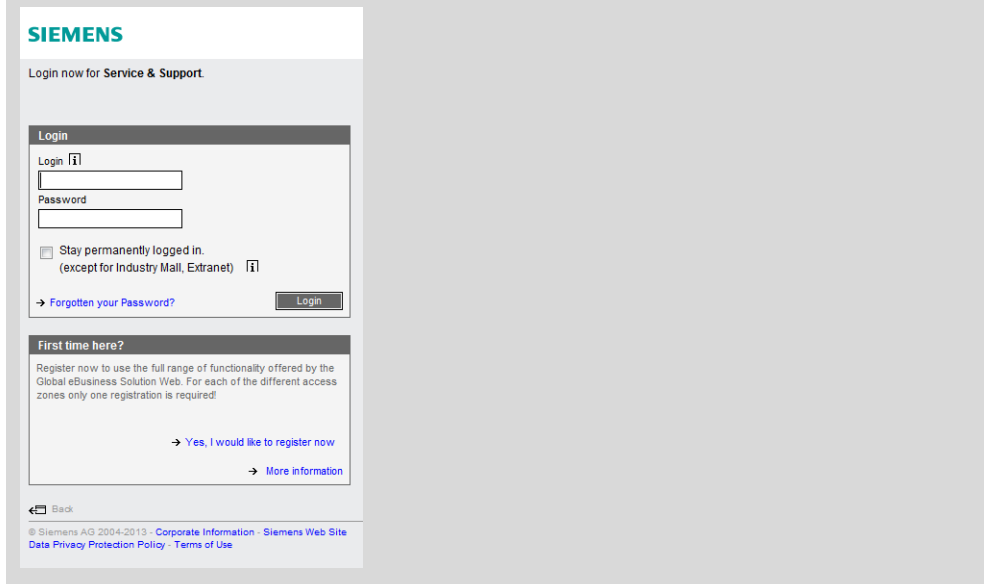 SIEMENS
Login now for Service & Support.
Login
Login i
Password
Stay permanently logged in.
(except for Industry Mall, Extranet) i
→ Forgotten your Password?
Login
First time here?
Register now to use the full range of functionality offered by the
Global eBusiness Solution Web. For each of the different access
zones only one registration is required!
→ Yes, I would like to register now
→ More information
Back
© Siemens AG 2004-2013 - Corporate Information - Siemens Web Site
Data Privacy Protection Policy - Terms of Use